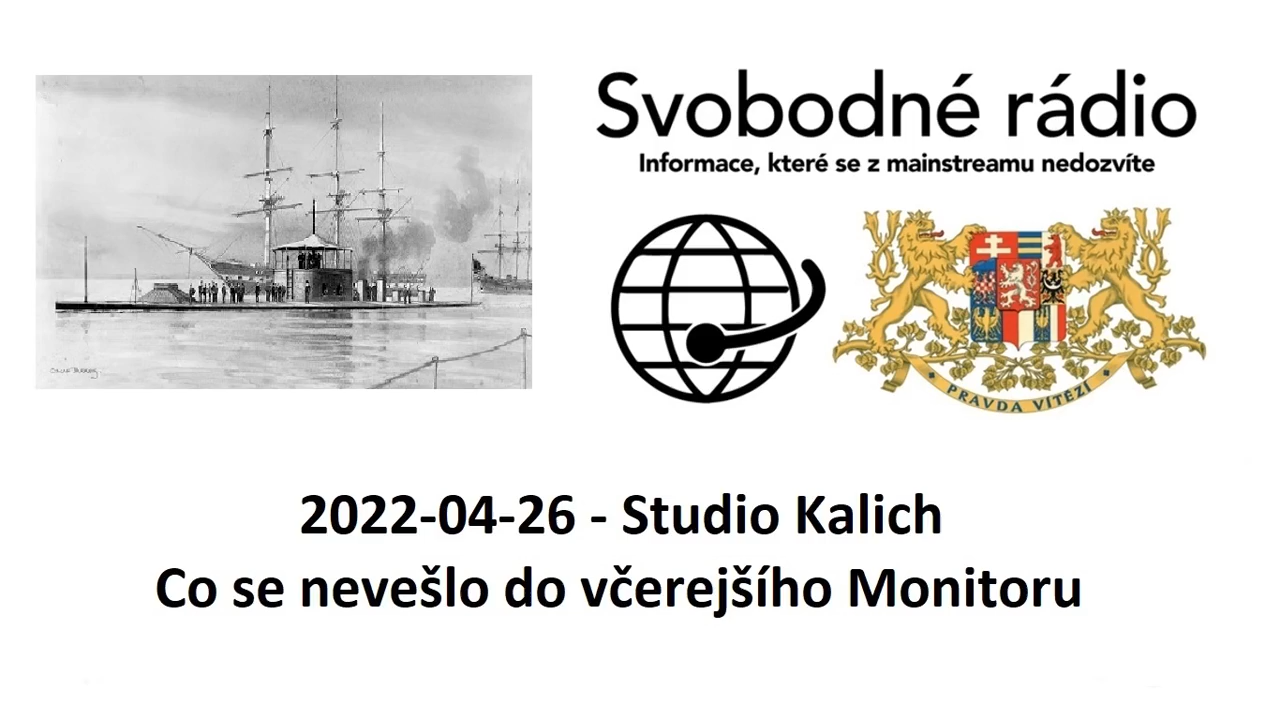 Svobodné rádio
Informace, které se z mainstreamu nedozvíte
PRAVDA VÍTĚZÍ
2022-04-26 - Studio Kalich
Co se nevešlo do včerejšího Monitoru